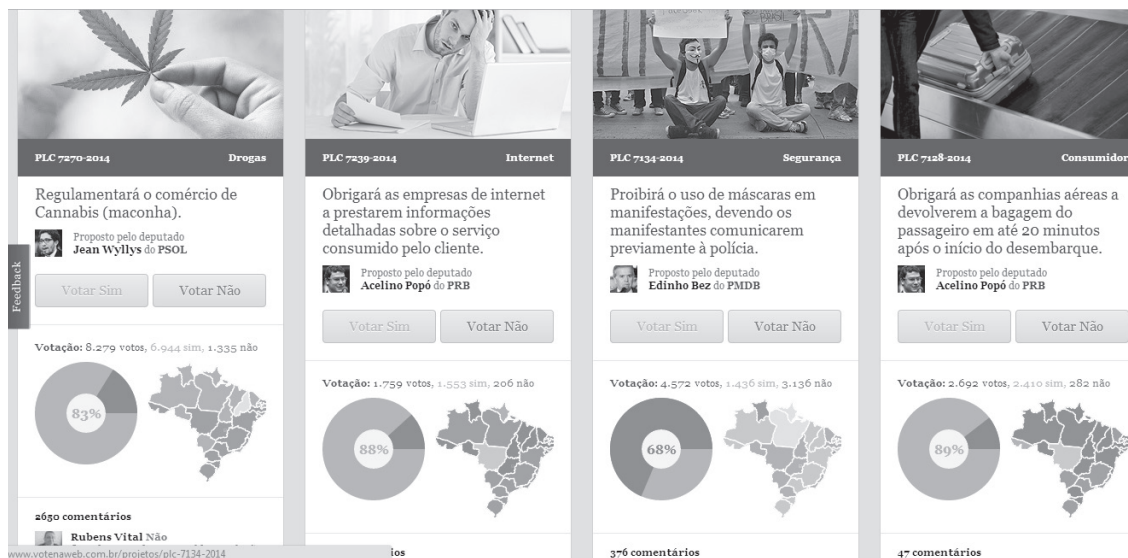 PLC 7270-2014 Drogas
Regulamentará o comércio de
Cannabis (maconha).
Proposto pelo deputado
Jean Wyllys do PSOL
Votar Sim Votar Não
Votação: 8.279 votos, 6.944 sim, 1.335 não
83%
2650 comentários
Rubens Vital Não
PLC 7239-2014 Internet
Obrigará as empresas de internet
a prestarem informações
detalhadas sobre o serviço
consumido pelo cliente.
Proposto pelo deputado
Acelino Popó do PRB
Votar Sim Votar Não
Votação: 1.759 votos, 1.553 sim, 206 não
88%
ios
BRASIL
PLC 7134-2014 Segurança
Proibirá o uso de máscaras em
manifestações, devendo os
manifestantes comunicarem
previamente à polícia.
Proposto pelo deputado
Edinho Bez do PMDB
Votar Sim Votar Não
Votação: 4.572 votos, 1.436 sim, 3.136 não
68%
376 comentários
PLC 7128-2014 Consumidor
Obrigará as companhias aéreas a
devolverem a bagagem do
passageiro em até 20 minutos
após o início do desembarque.
Proposto pelo deputado
Acelino Popó do PRB
Votar Sim Votar Não
Votação: 2.692 votos, 2.410 sim, 282 não
89%
47 comentários
Feedback
www.votenaweb.com.br/projetos/plc-7134-2014